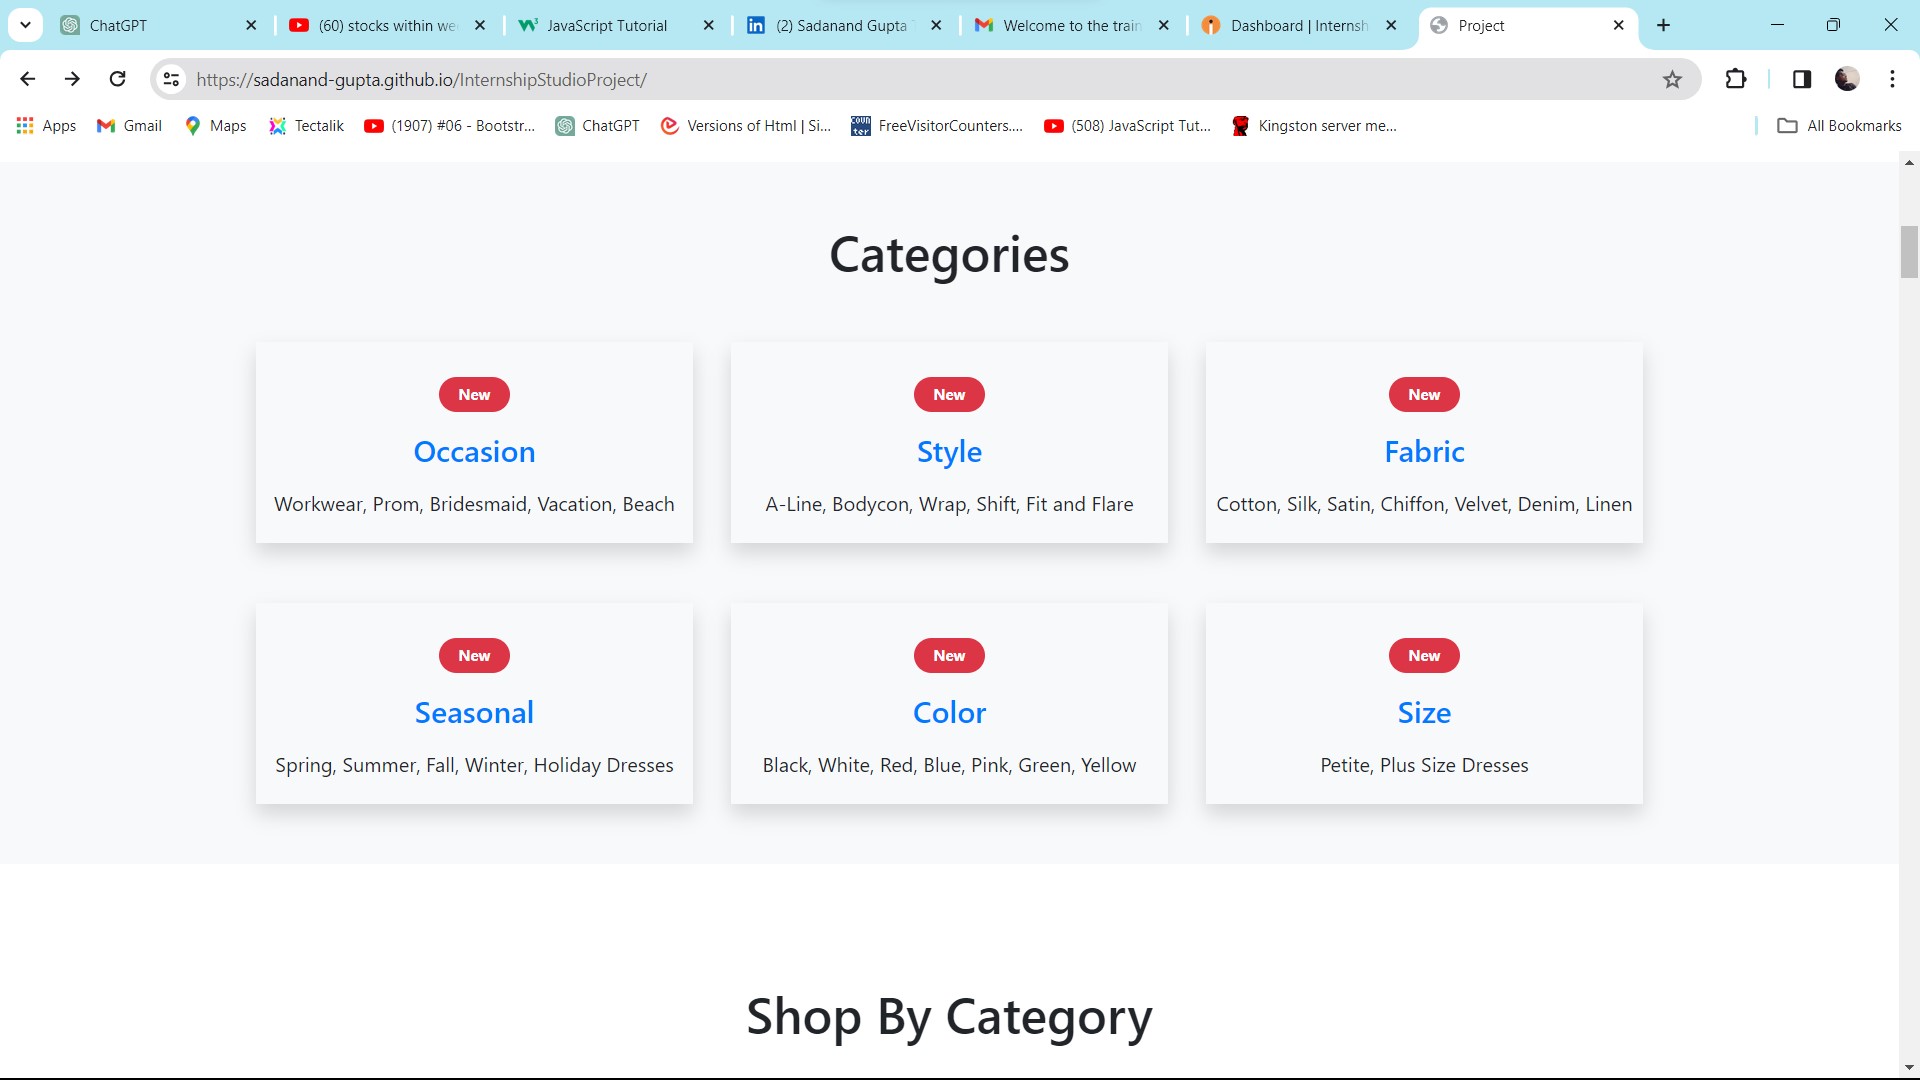 ChatGPT
(60) stocks within we
JavaScript Tutorial
(2) Sadanand Gupta
Welcome to the train
Dashboard | Internsh
Project
https://sadanand-gupta.github.io/InternshipStudioProject/
Apps
Gmail
Maps
Tectalik
(1907) #06 - Bootstr...
ChatGPT
Versions of Html | Si...
FreeVisitorCounters....
(508) JavaScript Tut...
Kingston server me...
All Bookmarks
Categories
New
Occasion
Workwear, Prom, Bridesmaid, Vacation, Beach
New
Style
A-Line, Bodycon, Wrap, Shift, Fit and Flare
New
Fabric
Cotton, Silk, Satin, Chiffon, Velvet, Denim, Linen
New
Seasonal
Spring, Summer, Fall, Winter, Holiday Dresses
New
Color
Black, White, Red, Blue, Pink, Green, Yellow
New
Size
Petite, Plus Size Dresses
Shop By Category